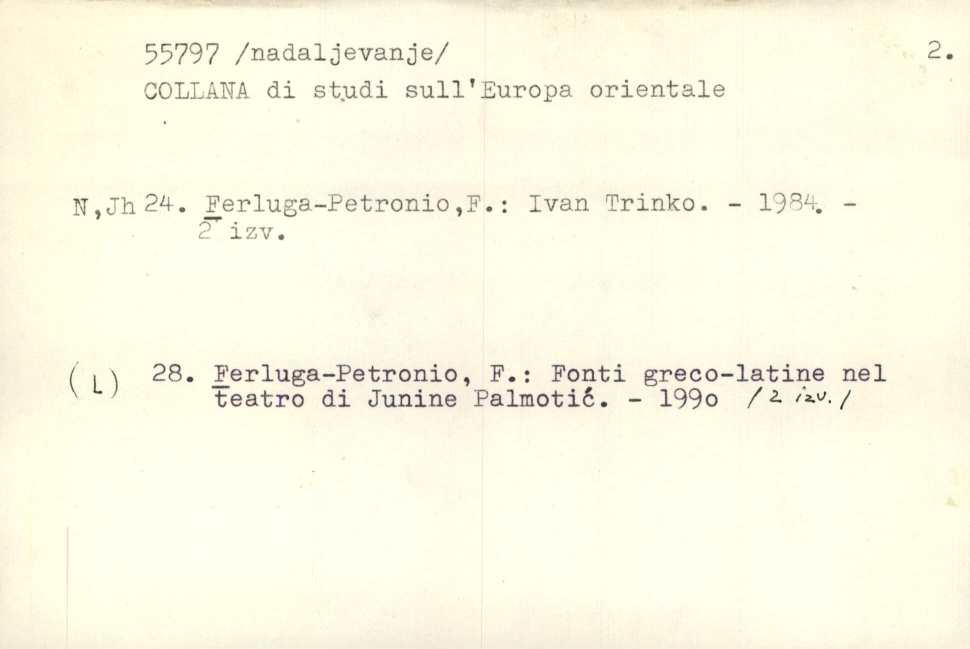 55797 /nadaljevanje/ 2.
COLLANA di studi sull'Europa orientale
N,Jh 24. Ferluga-Petronio,F.: Ivan Trinko. - 1984. -
2 izv.
(L) 28. Ferluga-Petronio, F.: Fonti greco-latine nel
teatro di Junine Palmotić. - 199o /2 izv./